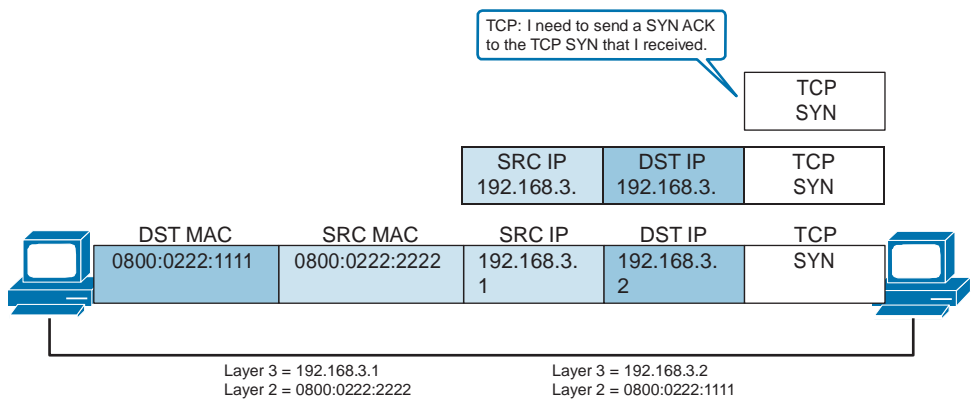 TCP: I need to send a SYN ACK
to the TCP SYN that I received.
TCP
SYN
SRC IP
192.168.3.
DST IP
192.168.3.
TCP
SYN
DST MAC
SRC MAC
SRC IP
DST IP
TCP
0800:0222:1111
0800:0222:2222
192.168.3.
1
192.168.3.
2
SYN
Layer 3 = 192.168.3.1
Layer 2 = 0800:0222:2222
Layer 3 = 192.168.3.2
Layer 2 = 0800:0222:1111